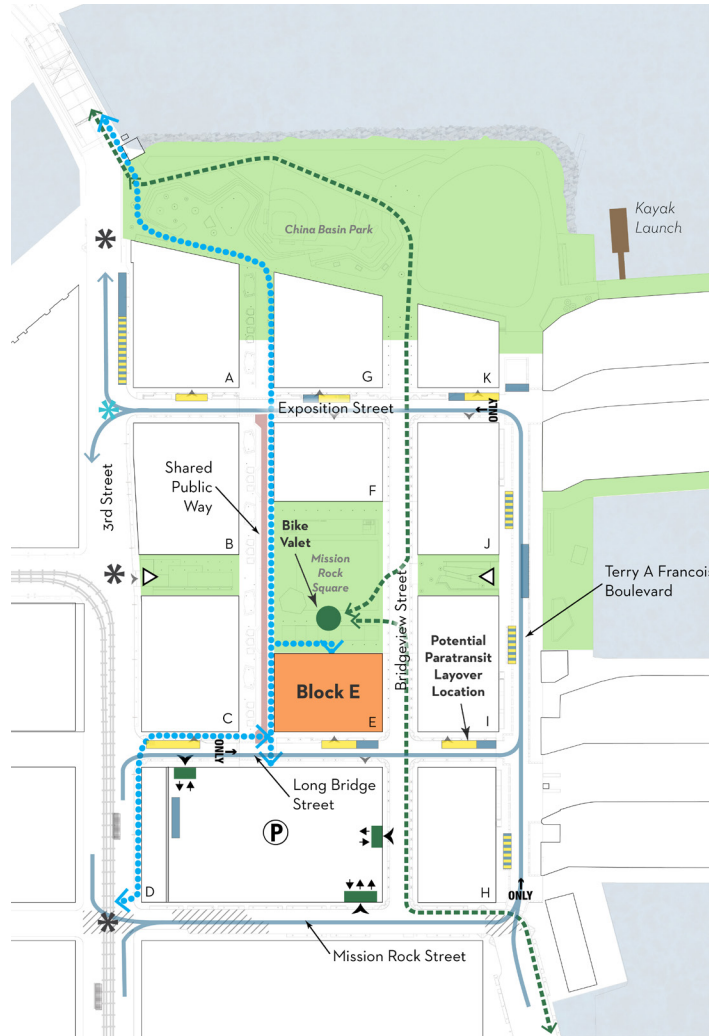 Kayak
Launch
China Basin Park
A
G
K
ONLY
Exposition Street
3rd Street
Shared
Public
Way
F
Bike
Valet
Mission
Rock
Square
B
J
Bridgeview Street
Terry A Francois
Boulevard
Potential
Paratransit
Layover
Location
Block E
C
E
I
ONLY
Long Bridge
Street
P
D
H
ONLY
Mission Rock Street